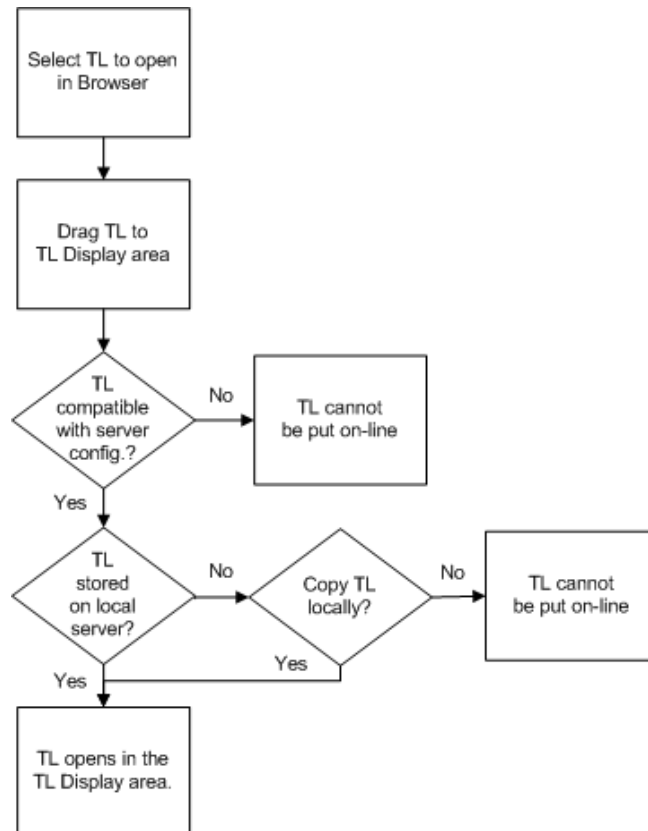 Select TL to open
in Browser
Drag TL to
TL Display area
TL
compatible
with server
config.?
No
TL cannot
be put on-line
Yes
TL
stored
on local
server?
No
Copy TL
locally?
No
TL cannot
be put on-line
Yes
Yes
TL opens in the
TL Display area.